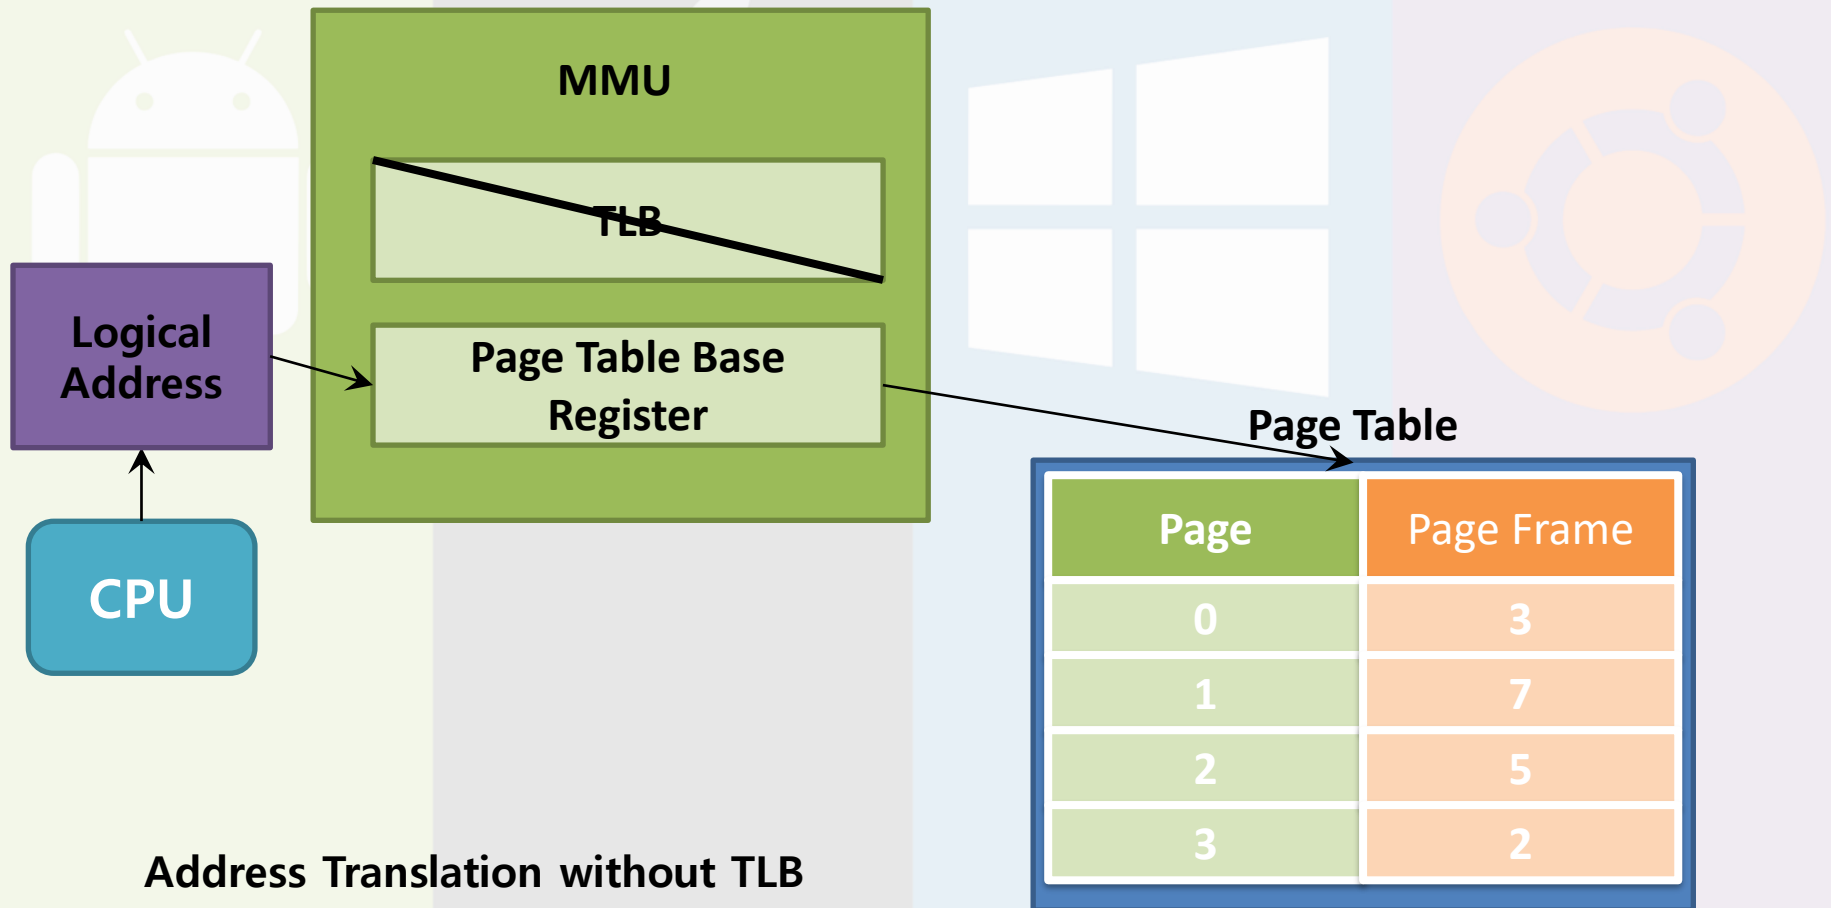 MMU
TLB
Logical
Address
Page Table Base
Register
CPU
Page Table
Page Page Frame
0 3
1 7
2 5
3 2
Address Translation without TLB